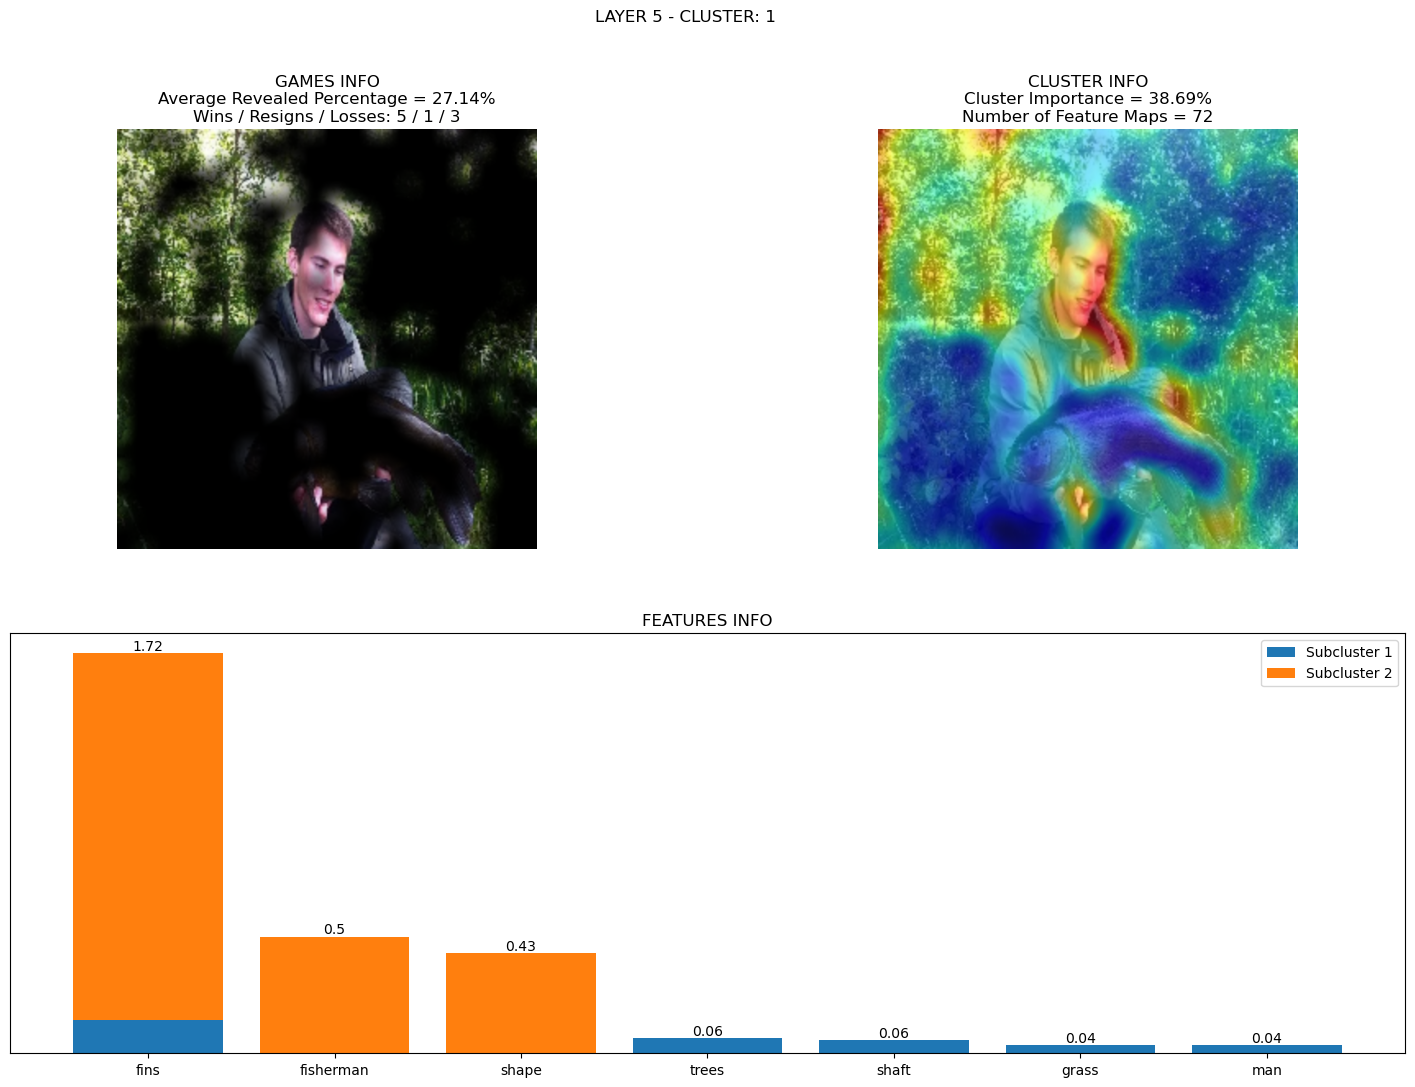 LAYER 5 - CLUSTER: 1
GAMES INFO
Average Revealed Percentage = 27.14%
Wins / Resigns / Losses: 5 / 1 / 3
CLUSTER INFO
Cluster Importance = 38.69%
Number of Feature Maps = 72
FEATURES INFO
Subcluster 1
Subcluster 2
1.72
0.5
0.43
0.06
0.06
0.04
0.04
fins
fisherman
shape
trees
shaft
grass
man